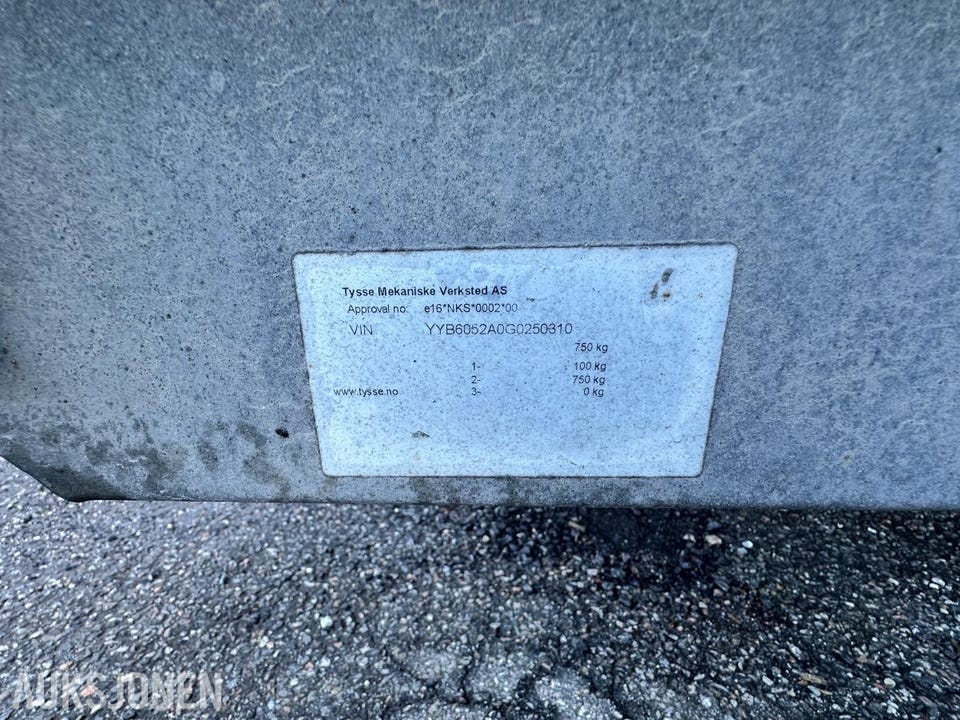 Tysse Mekaniske Verksted AS
Approval no: e16*NKS*0002*00
VIN YYB6052A0G0250310
750 kg
1- 100 kg
2- 750 kg
www.tysse.no 3- 0 kg
AUKSJONEN